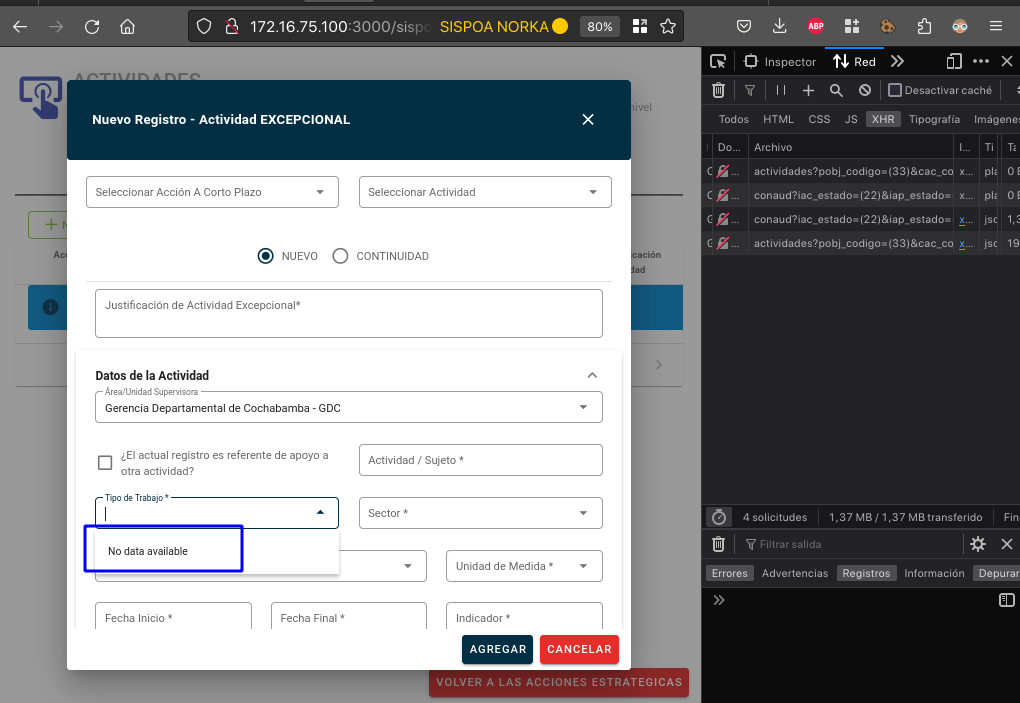 172.16.75.100:3000/sispo
SISPOA NORKA
80%
ABP
ACTIVIDADES
nivel
Nuevo Registro - Actividad EXCEPCIONAL
Seleccionar Acción A Corto Plazo
Seleccionar Actividad
N
NUEVO
CONTINUIDAD
Acc
cación
dad
Justificación de Actividad Excepcional*
Datos de la Actividad
Área/Unidad Supervisora
Gerencia Departamental de Cochabamba - GDC
¿El actual registro es referente de apoyo a
otra actividad?
Actividad / Sujeto *
Tipo de Trabajo *
Sector *
No data available
Unidad de Medida *
Fecha Inicio *
Fecha Final *
Indicador *
AGREGAR
CANCELAR
VOLVER A LAS ACCIONES ESTRATEGICAS
Inspector
Red
Desactivar caché
Todos
HTML
CSS
JS
XHR
Tipografía
Imágenes
Do...
Archivo
I...
Ti
Ta
... actividades?pobj_codigo=(33)&cac_co x... pla 0 E
... conaud?iac_estado=(22)&iap_estado= x... pla 0 E
G ... conaud?iac_estado=(22)&iap_estado= x... jsc 1,3
G ... actividades?pobj_codigo=(33)&cac_co x... jsc 19
4 solicitudes
1,37 MB / 1,37 MB transferido
Fin
Filtrar salida
Errores
Advertencias
Registros
Información
Depurar